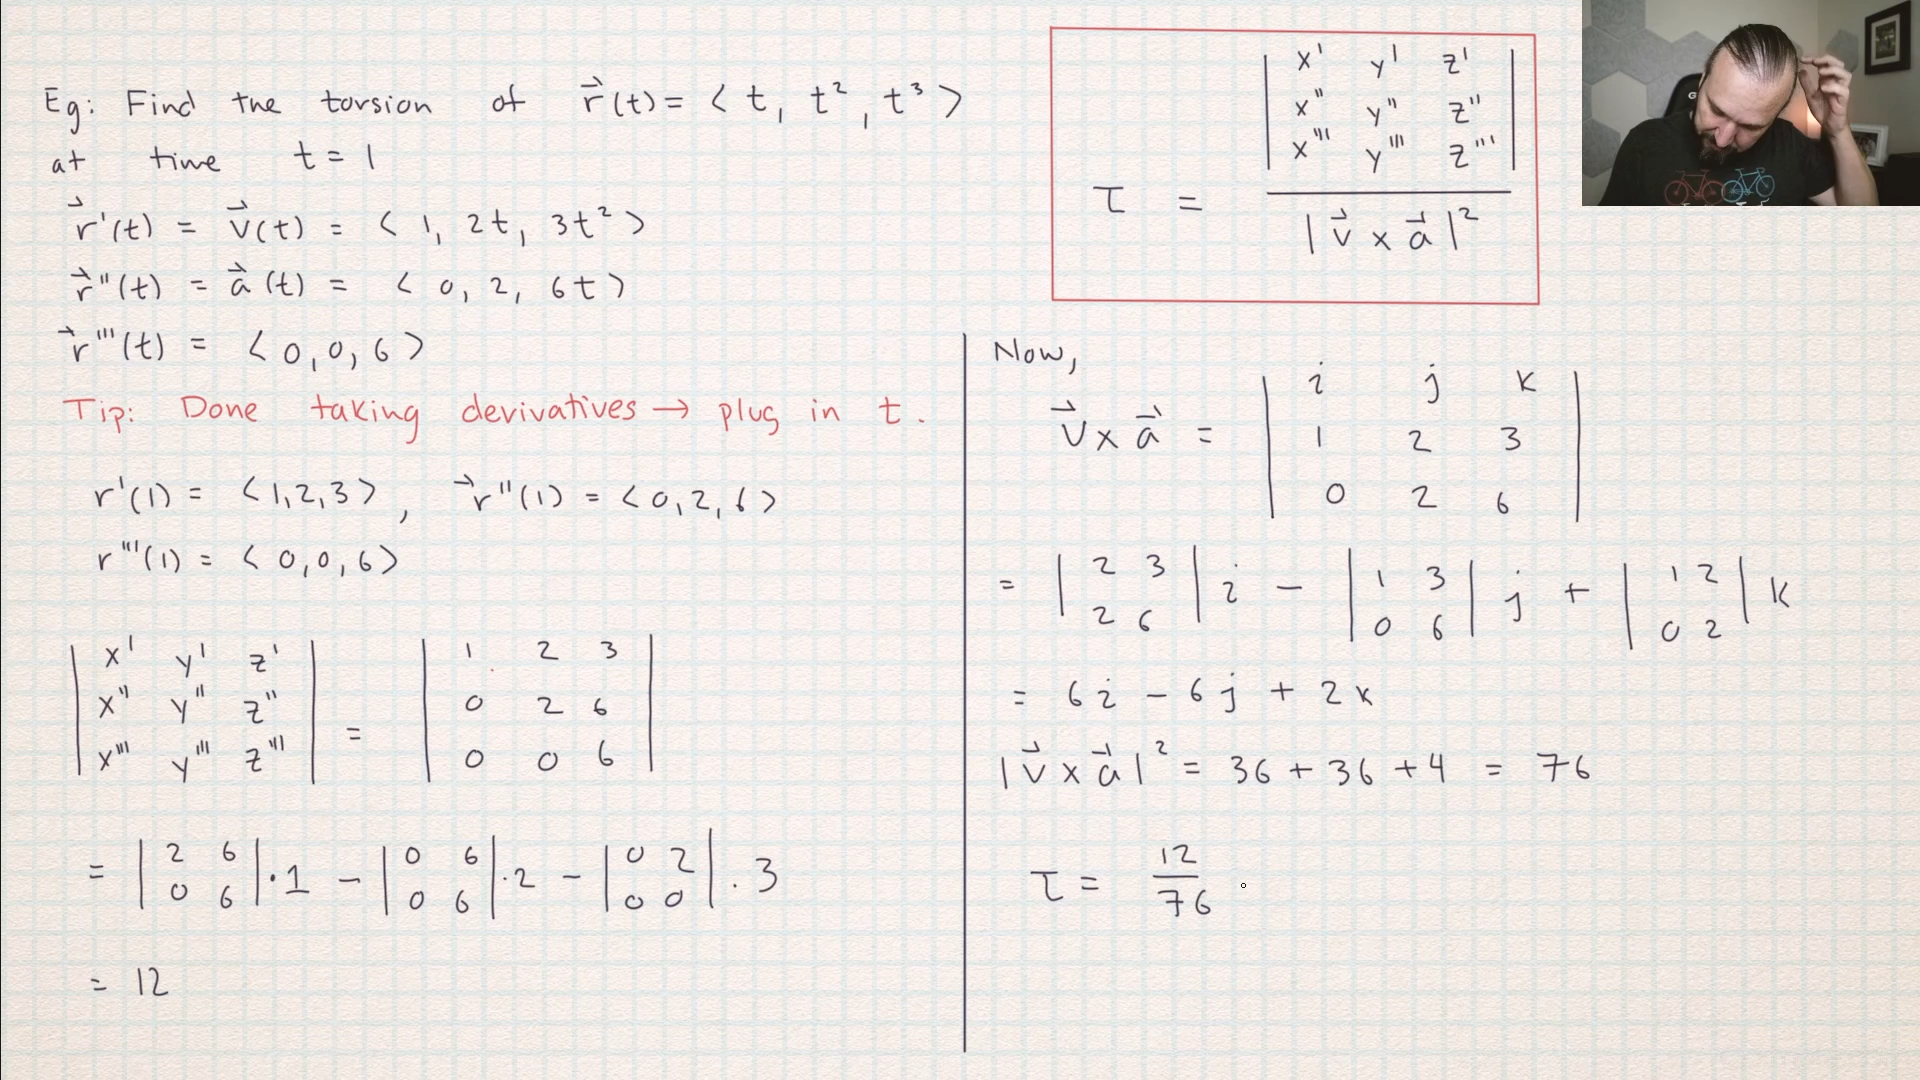 Eg: Find the torsion of r⃗(t) = ⟨ t, t², t³ ⟩
at time t = 1
r⃗'(t) = v⃗(t) = ⟨ 1, 2t, 3t² ⟩
r⃗''(t) = a⃗(t) = ⟨ 0, 2, 6t ⟩
r⃗'''(t) = ⟨ 0, 0, 6 ⟩
Tip: Done taking derivatives → plug in t.
r'(1) = ⟨1,2,3⟩, r⃗''(1) = ⟨0,2,6⟩
r'''(1) = ⟨0,0,6⟩
| x' y' z' | | 1 2 3 |
| x'' y'' z'' | = | 0 2 6 |
| x''' y''' z''' | | 0 0 6 |
= | 2 6 | ·1 − | 0 6 | ·2 − | 0 2 | · 3
| 0 6 | | 0 6 | | 0 0 |
= 12
| x' y' z' |
| x'' y'' z'' |
| x''' y''' z''' |
τ =
| v⃗ × a⃗ |²
Now,
| i j k |
v⃗ × a⃗ = | 1 2 3 |
| 0 2 6 |
= | 2 3 | i − | 1 3 | j + | 1 2 | k
| 2 6 | | 0 6 | | 0 2 |
= 6i − 6j + 2k
| v⃗ × a⃗ |² = 36 + 36 + 4 = 76
τ = 12/76
G